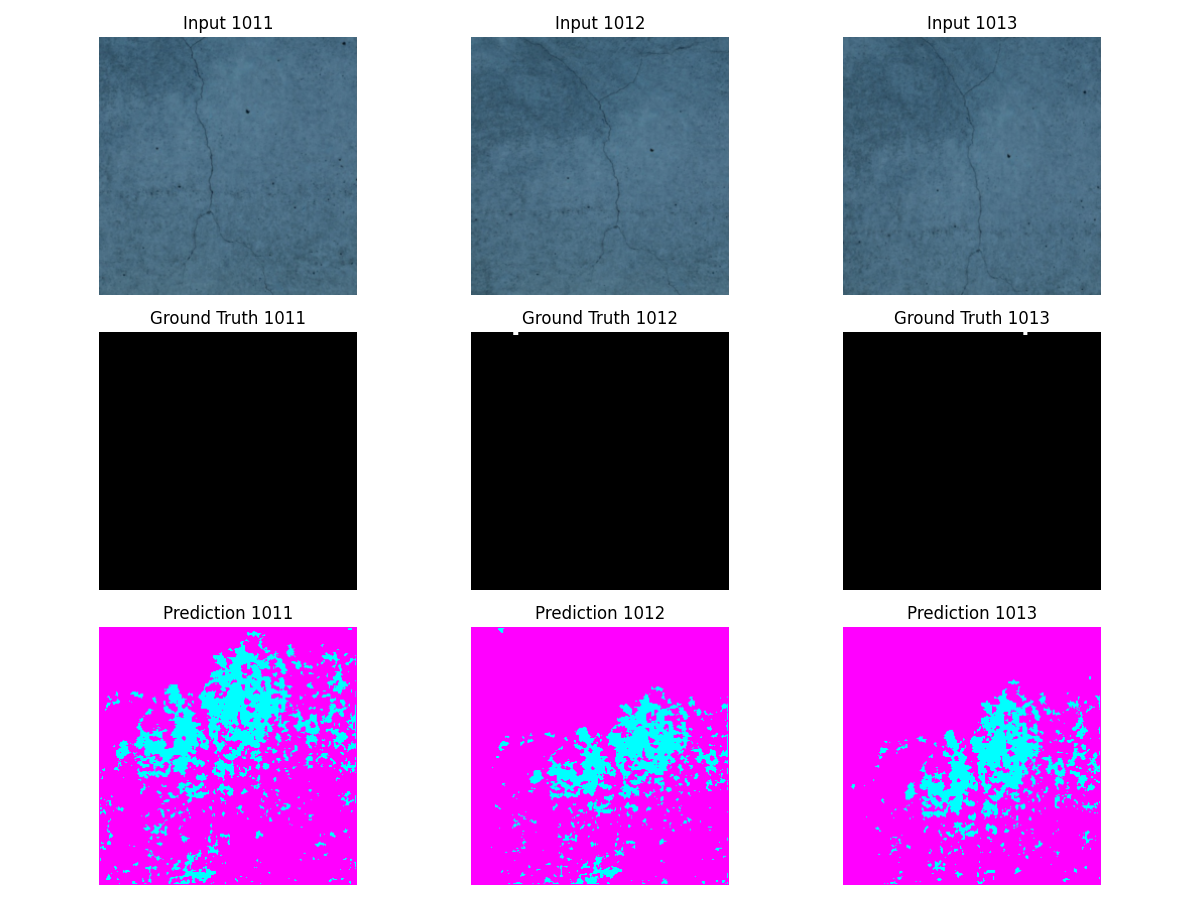 Input 1011
Input 1012
Input 1013
Ground Truth 1011
Ground Truth 1012
Ground Truth 1013
Prediction 1011
Prediction 1012
Prediction 1013